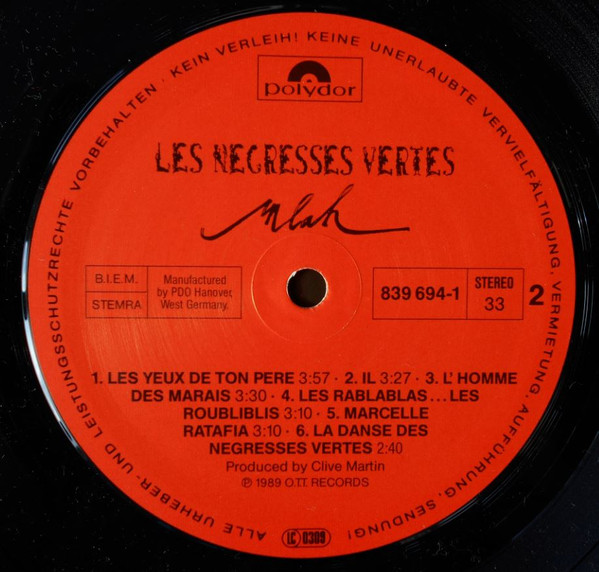 ALLE URHEBER- UND LEISTUNGSSCHUTZRECHTE VORBEHALTEN · KEIN VERLEIH! KEINE UNERLAUBTE VERVIELFÄLTIGUNG, VERMIETUNG, AUFFÜHRUNG, SENDUNG!
polydor
LES NEGRESSES VERTES
Mlah
B.I.E.M.
STEMRA
Manufactured
by PDO Hanover,
West Germany.
839 694-1
STEREO
33
2
1. LES YEUX DE TON PERE 3:57 · 2. IL 3:27 · 3. L' HOMME
DES MARAIS 3:30 · 4. LES RABLABLAS...LES
ROUBLIBLIS 3:10 · 5. MARCELLE
RATAFIA 3:10 · 6. LA DANSE DES
NEGRESSES VERTES 2:40
Produced by Clive Martin
℗ 1989 O.T.T. RECORDS
LC 0309